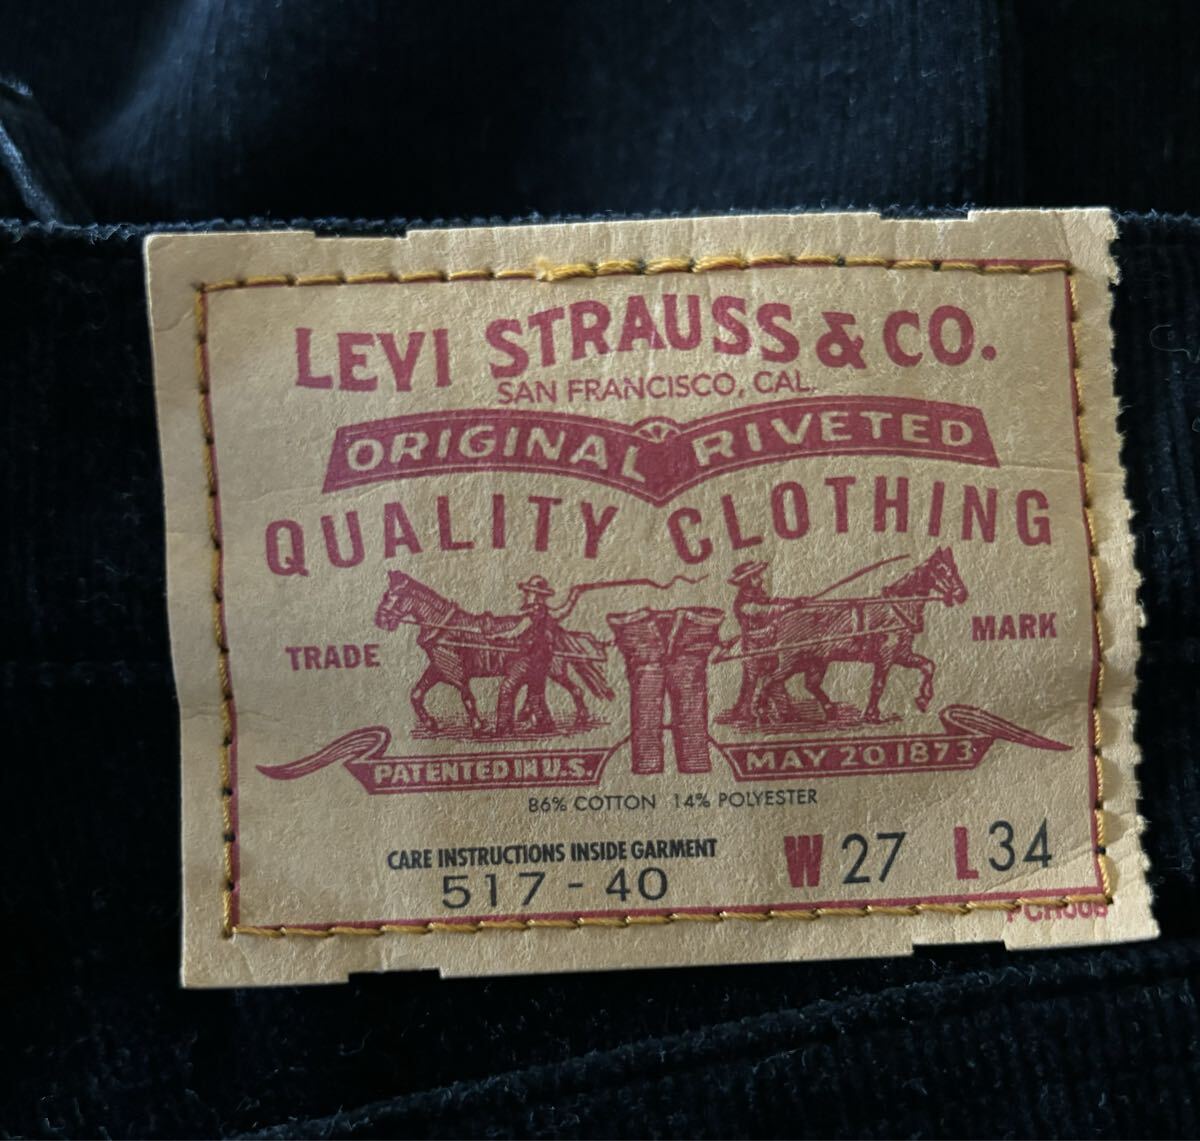 LEVI STRAUSS & CO.
SAN FRANCISCO, CAL.
ORIGINAL RIVETED
QUALITY CLOTHING
TRADE MARK
PATENTED IN U.S. MAY 20 1873
86% COTTON 14% POLYESTER
CARE INSTRUCTIONS INSIDE GARMENT
517 - 40
W 27 L 34